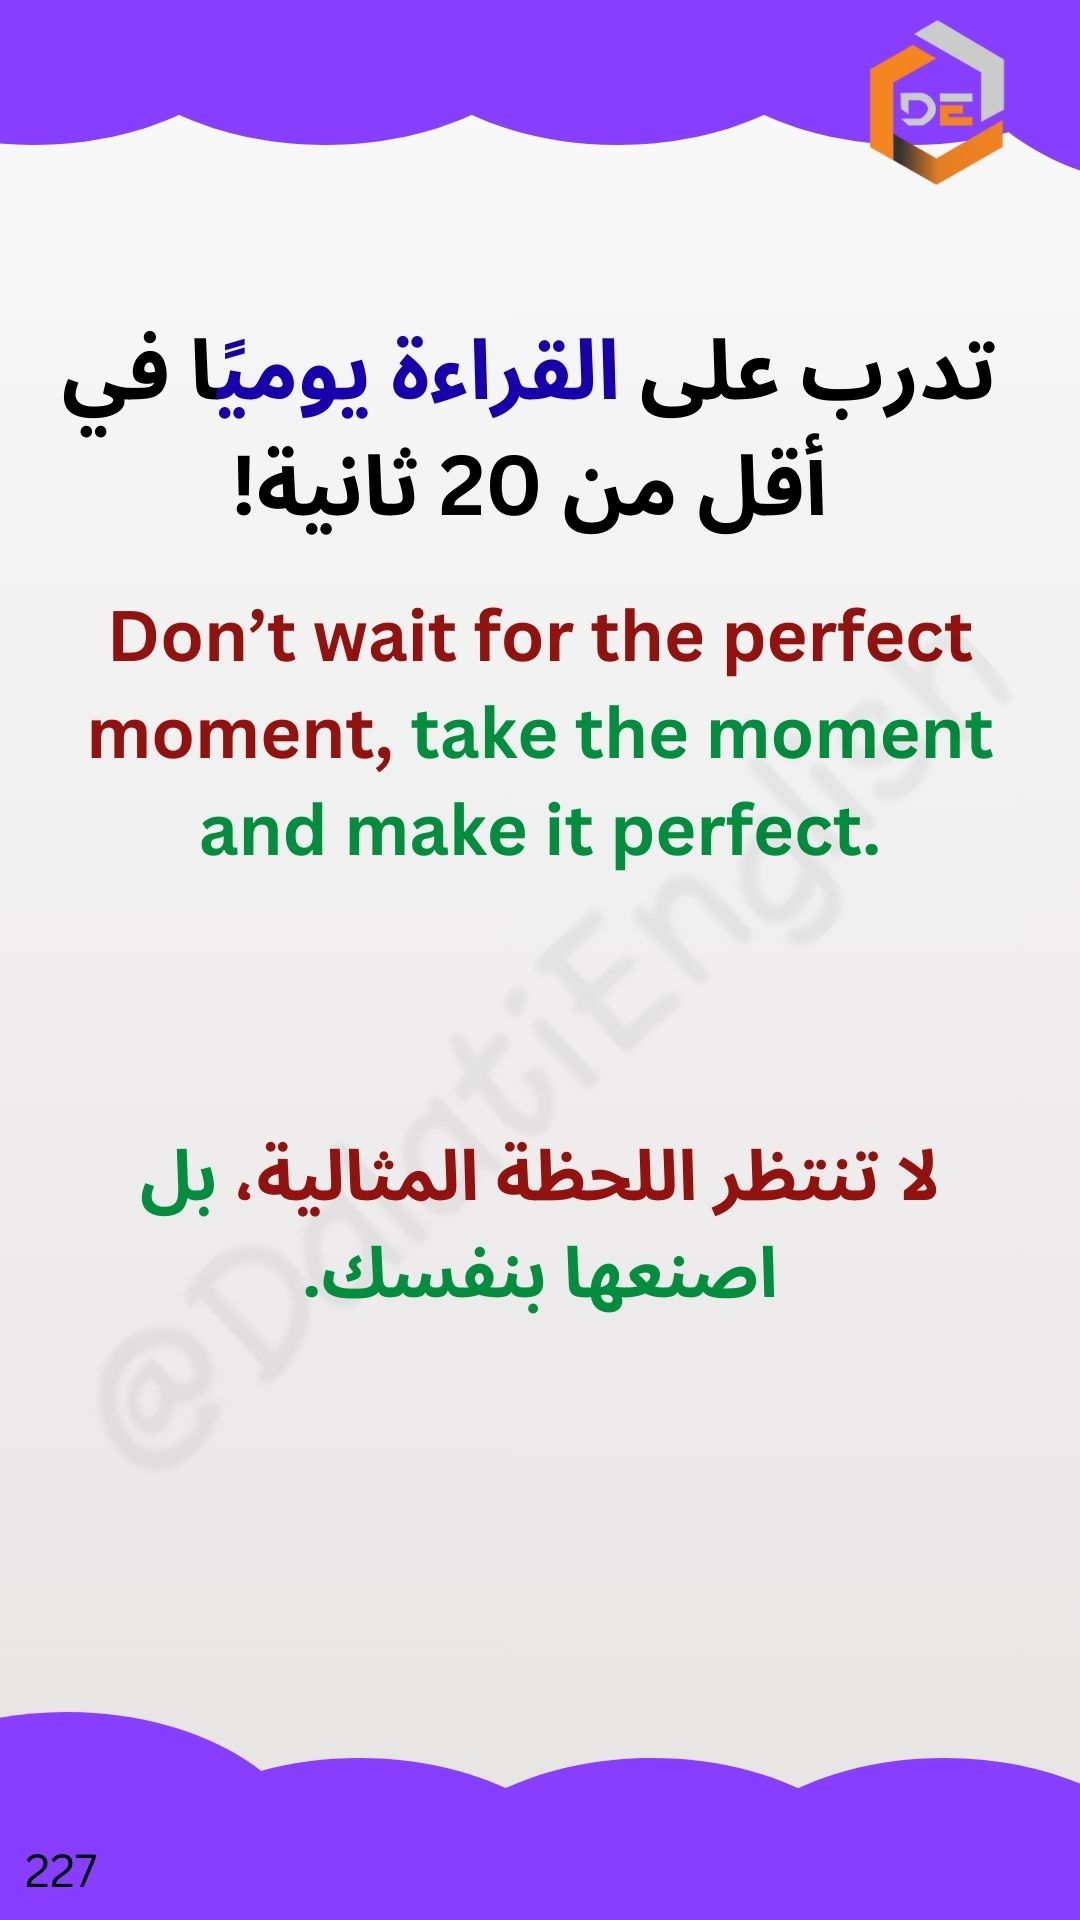 DE
تدرب على القراءة يوميًا في
أقل من 20 ثانية!
Don’t wait for the perfect
moment, take the moment
and make it perfect.
@DalatiEnglish
لا تنتظر اللحظة المثالية، بل
اصنعها بنفسك.
227